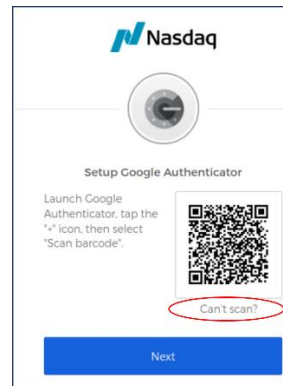 Nasdaq
Setup Google Authenticator
Launch Google
Authenticator, tap the
"+" icon, then select
"Scan barcode".
Can't scan?
Next